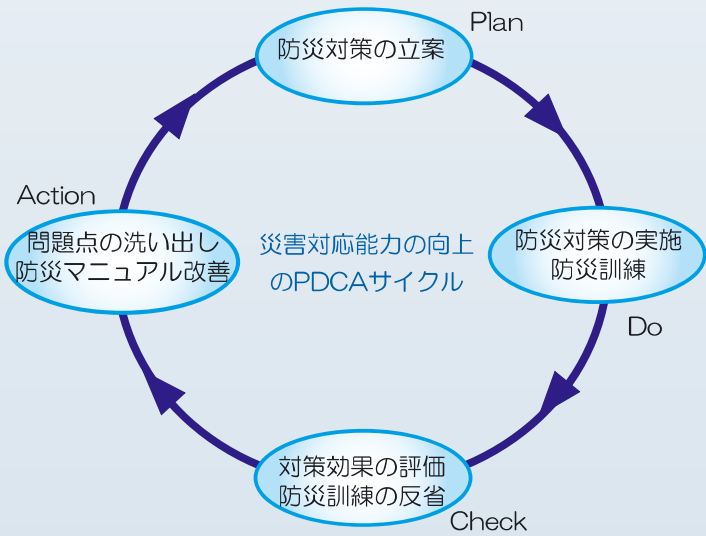 Plan
防災対策の立案
Action
問題点の洗い出し
防災マニュアル改善
災害対応能力の向上
のPDCAサイクル
防災対策の実施
防災訓練
Do
対策効果の評価
防災訓練の反省
Check